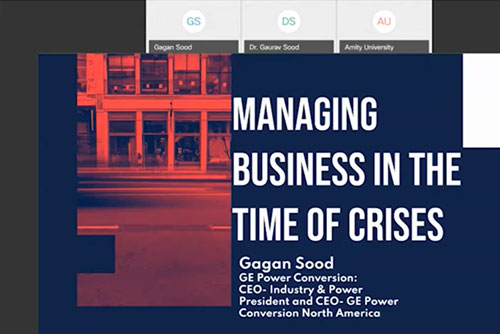 GS DS AU
Gagan Sood Dr. Gaurav Sood Amity University
MANAGING
BUSINESS IN THE
TIME OF CRISES
Gagan Sood
GE Power Conversion:
CEO- Industry & Power
President and CEO- GE Power
Conversion North America